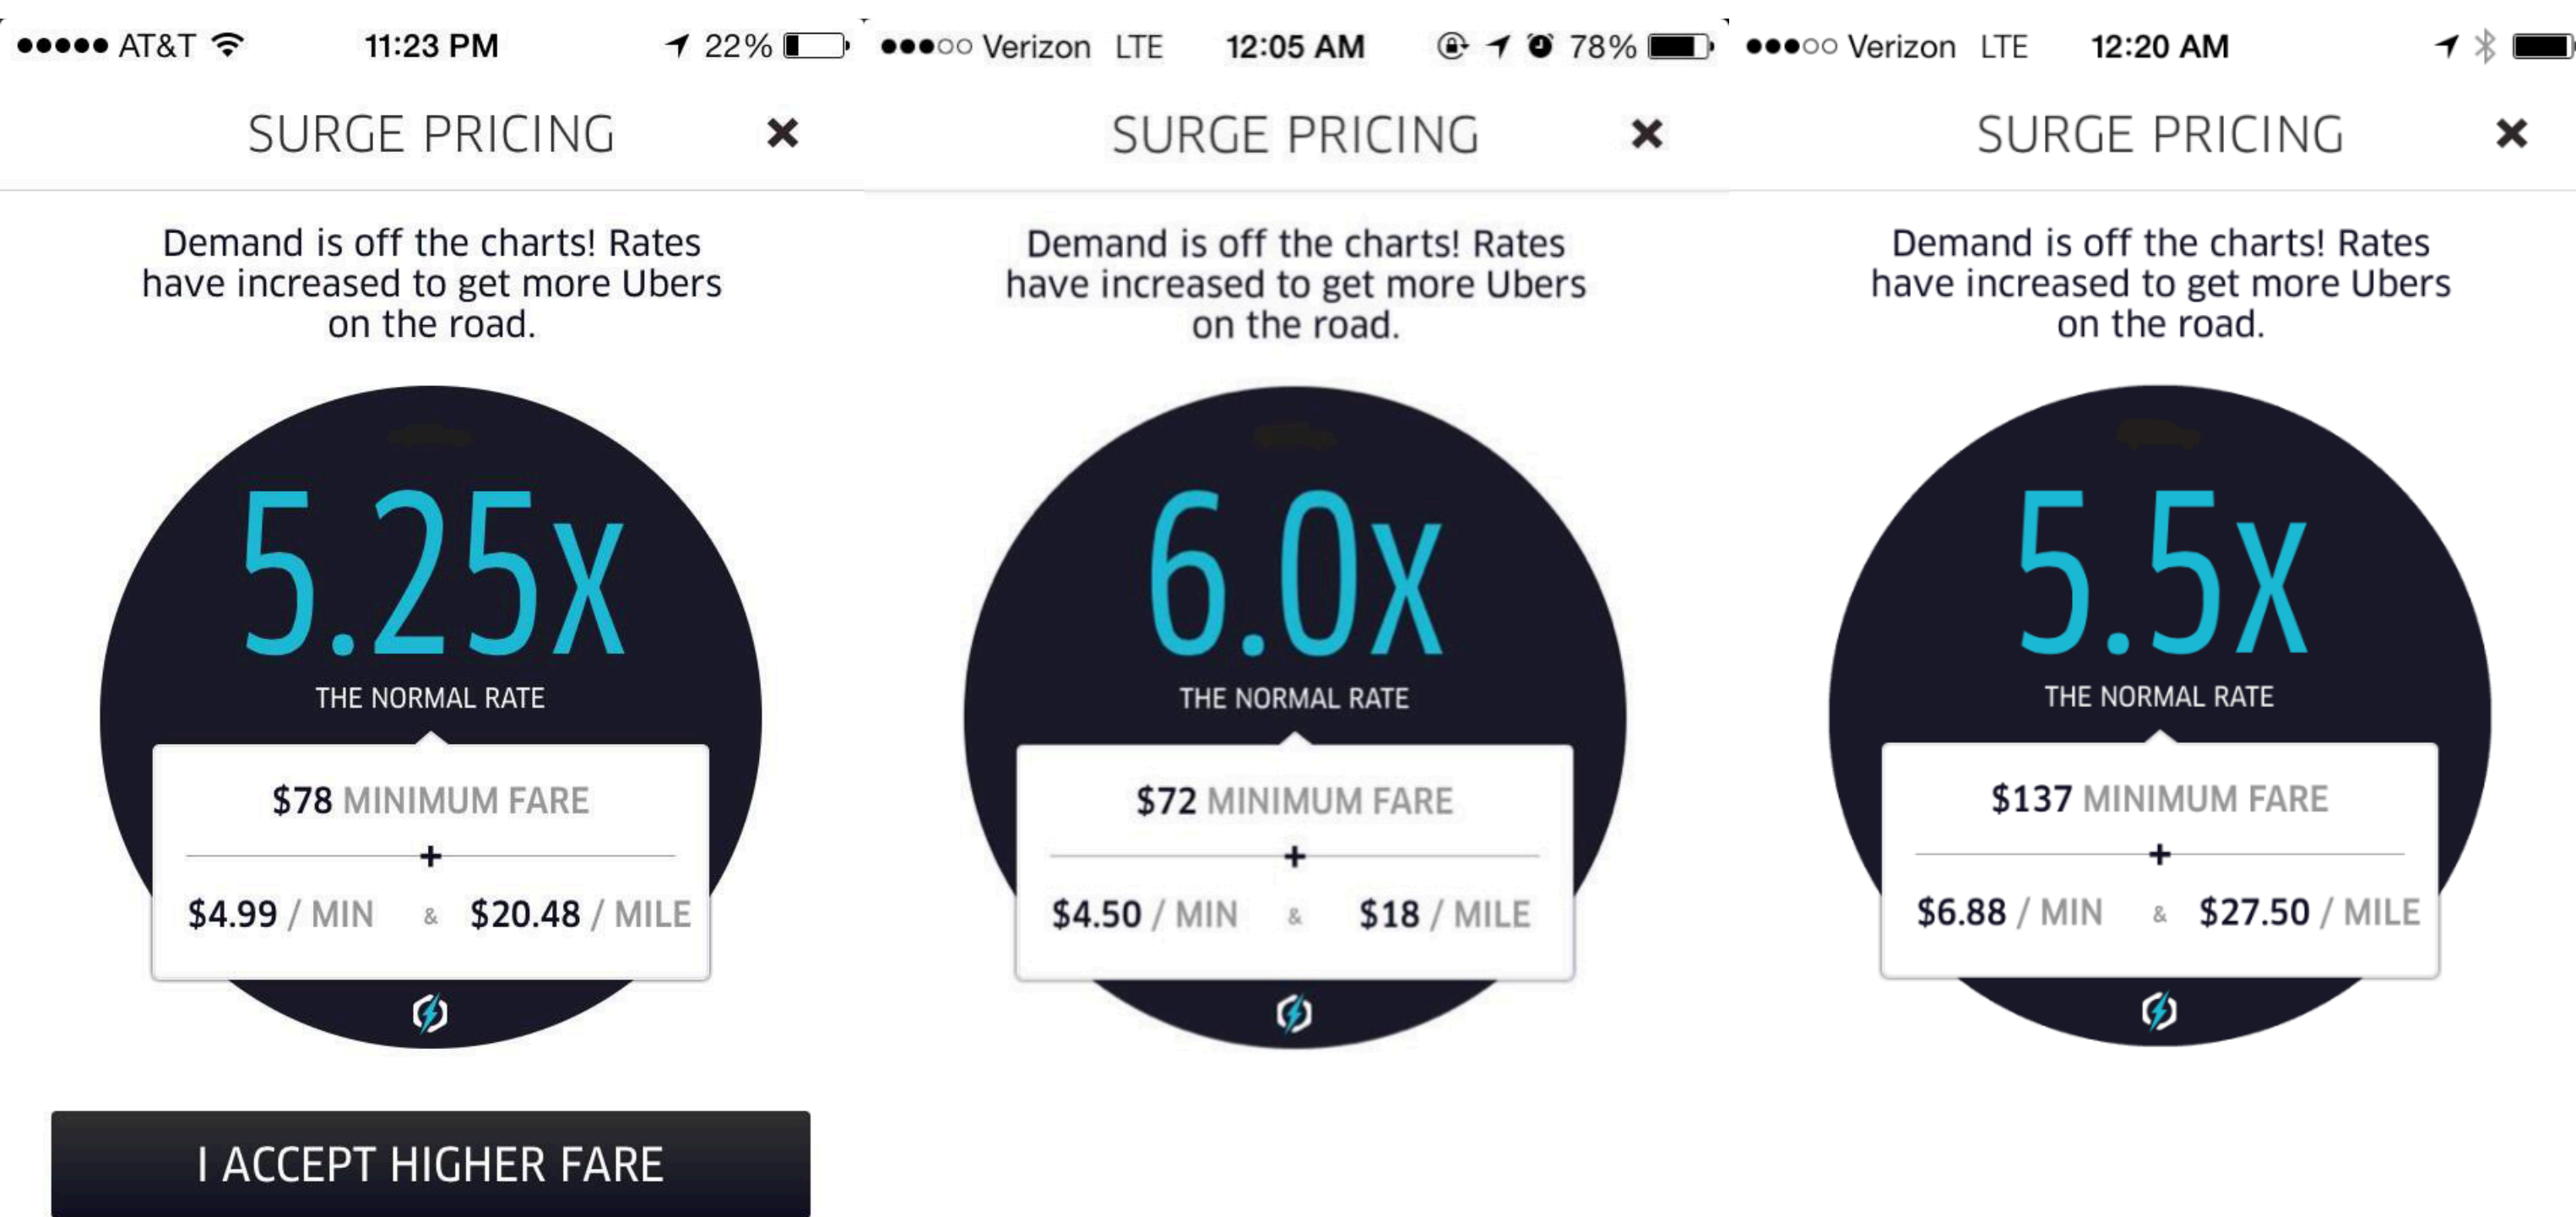 AT&T 11:23 PM 22%
SURGE PRICING ×
Demand is off the charts! Rates
have increased to get more Ubers
on the road.
5.25x
THE NORMAL RATE
$78 MINIMUM FARE
+
$4.99 / MIN & $20.48 / MILE
I ACCEPT HIGHER FARE
Verizon LTE 12:05 AM 78%
SURGE PRICING ×
Demand is off the charts! Rates
have increased to get more Ubers
on the road.
6.0x
THE NORMAL RATE
$72 MINIMUM FARE
+
$4.50 / MIN & $18 / MILE
Verizon LTE 12:20 AM
SURGE PRICING ×
Demand is off the charts! Rates
have increased to get more Ubers
on the road.
5.5x
THE NORMAL RATE
$137 MINIMUM FARE
+
$6.88 / MIN & $27.50 / MILE